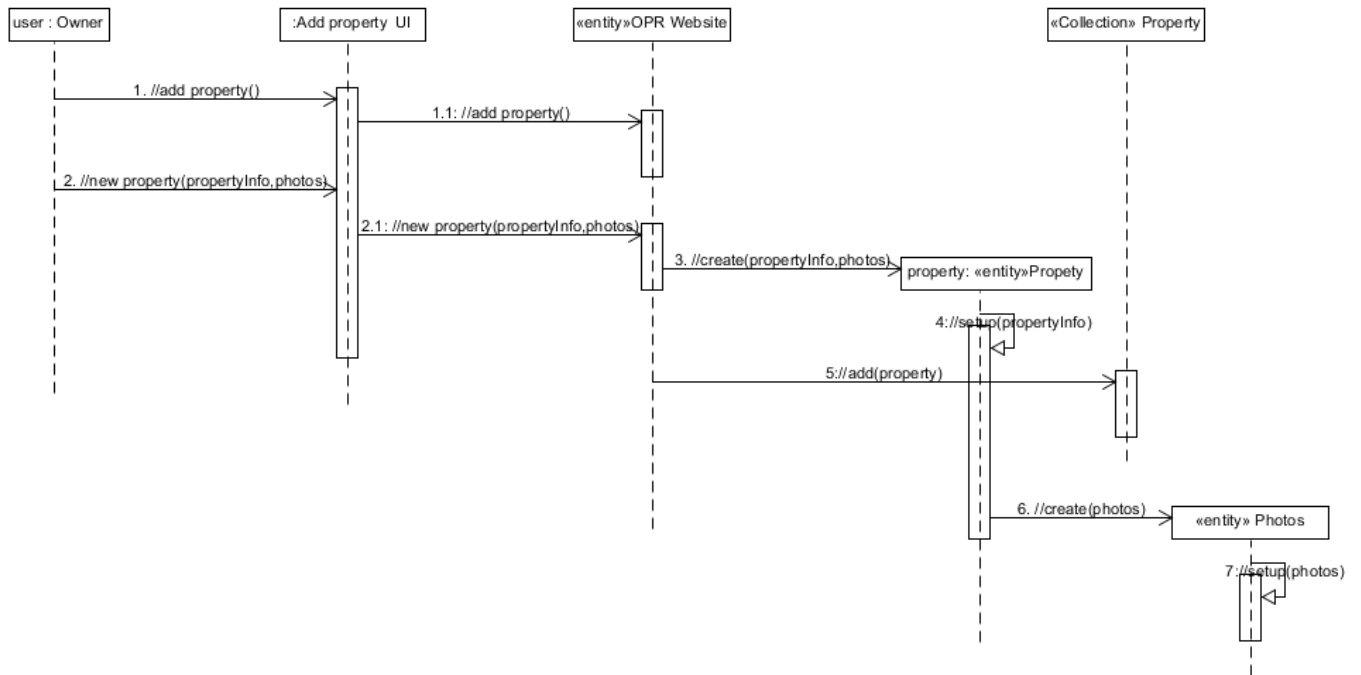 user : Owner
:Add property UI
«entity»OPR Website
«Collection» Property
1. //add property()
1.1: //add property()
2. //new property(propertyInfo,photos)
2.1: //new property(propertyInfo,photos)
3. //create(propertyInfo,photos)
property: «entity»Propety
4://setup(propertyInfo)
5://add(property)
6. //create(photos)
«entity» Photos
7://setup(photos)